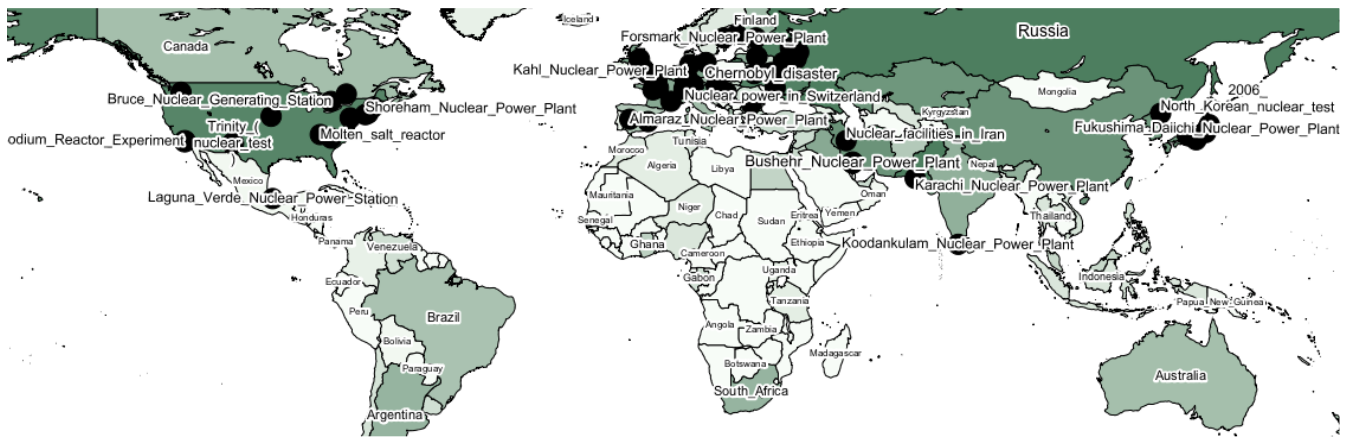 Iceland
Finland
Russia
Canada
Forsmark_Nuclear_Power_Plant
Kahl_Nuclear_Power_Plant
Chernobyl_disaster
Mongolia
2006_
North_Korean_nuclear_test
Bruce_Nuclear_Generating_Station
Shoreham_Nuclear_Power_Plant
Nuclear_power_in_Switzerland
Kyrgyzstan
Trinity_(
nuclear_test
Molten_salt_reactor
odium_Reactor_Experiment
Almaraz_Nuclear_Power_Plant
Nuclear_facilities_in_Iran
Fukushima_Daiichi_Nuclear_Power_Plant
Tunisia
Morocco
Algeria
Libya
Bushehr_Nuclear_Power_Plant
Nepal
Mexico
Laguna_Verde_Nuclear_Power_Station
Karachi_Nuclear_Power_Plant
Mauritania
Oman
Honduras
Niger
Chad
Sudan
Eritrea
Yemen
Thailand
Senegal
Panama
Venezuela
Ghana
Cameroon
Ethiopia
Koodankulam_Nuclear_Power_Plant
Ecuador
Gabon
Uganda
Indonesia
Peru
Brazil
Tanzania
Papua_New_Guinea
Bolivia
Angola
Zambia
Madagascar
Paraguay
Botswana
Australia
South_Africa
Argentina